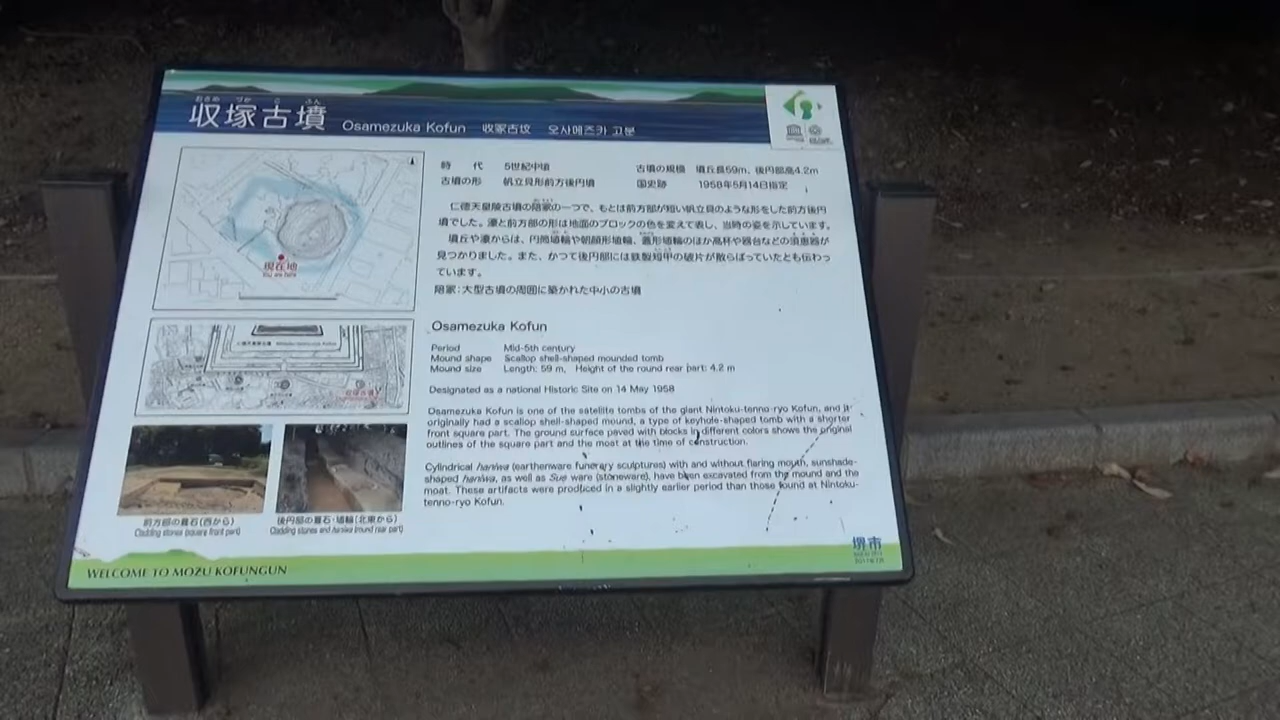 おさめ づか こ ふん
収塚古墳 Osamezuka Kofun 收冢古坟 오사메즈카 고분
時 代 5世紀中頃 古墳の規模 墳丘長59m、後円部高4.2m
古墳の形 帆立貝形前方後円墳 国史跡 1958年5月14日指定
仁徳天皇陵古墳の陪冢の一つで、もとは前方部が短い帆立貝のような形をした前方後円
墳でした。濠と前方部の形は地面のブロックの色を変えて表し、当時の姿を示しています。
墳丘や濠からは、円筒埴輪や朝顔形埴輪、蓋形埴輪のほか高杯や器台などの須恵器が
見つかりました。また、かつて後円部には鉄製短甲の破片が散らばっていたとも伝わっ
ています。
陪冢：大型古墳の周囲に築かれた中小の古墳
現在地
You are here
Osamezuka Kofun
Period Mid-5th century
Mound shape Scallop shell-shaped mounded tomb
Mound size Length: 59 m, Height of the round rear part: 4.2 m
Designated as a national Historic Site on 14 May 1958
Osamezuka Kofun is one of the satellite tombs of the giant Nintoku-tenno-ryo Kofun, and it
originally had a scallop shell-shaped mound, a type of keyhole-shaped tomb with a shorter
front square part. The ground surface paved with blocks in different colors shows the original
outlines of the square part and the moat at the time of construction.
Cylindrical haniwa (earthenware funerary sculptures) with and without flaring mouth, sunshade-
shaped haniwa, as well as Sue ware (stoneware), have been excavated from the mound and the
moat. These artifacts were produced in a slightly earlier period than those found at Nintoku-
tenno-ryo Kofun.
前方部の葺石（西から）
Cladding stones (square front part)
後円部の葺石・埴輪（北東から）
Cladding stones and haniwa (round rear part)
WELCOME TO MOZU KOFUNGUN
堺市